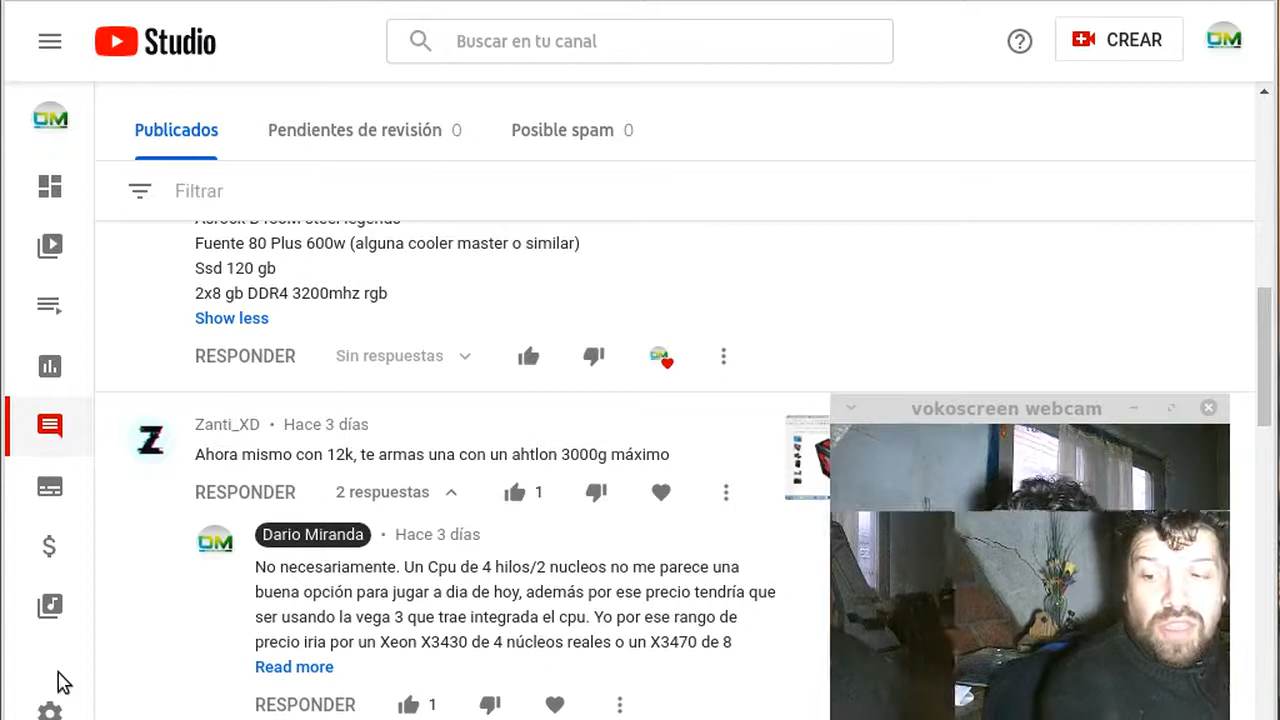 Studio
Buscar en tu canal
CREAR
DM
DM
Publicados
Pendientes de revisión 0
Posible spam 0
Filtrar
Fuente 80 Plus 600w (alguna cooler master o similar)
Ssd 120 gb
2x8 gb DDR4 3200mhz rgb
Show less
RESPONDER
Sin respuestas
Zanti_XD • Hace 3 días
Ahora mismo con 12k, te armas una con un ahtlon 3000g máximo
RESPONDER
2 respuestas
1
vokoscreen webcam
DM
Dario Miranda • Hace 3 días
No necesariamente. Un Cpu de 4 hilos/2 nucleos no me parece una
buena opción para jugar a dia de hoy, además por ese precio tendría que
ser usando la vega 3 que trae integrada el cpu. Yo por ese rango de
precio iria por un Xeon X3430 de 4 núcleos reales o un X3470 de 8
Read more
RESPONDER
1